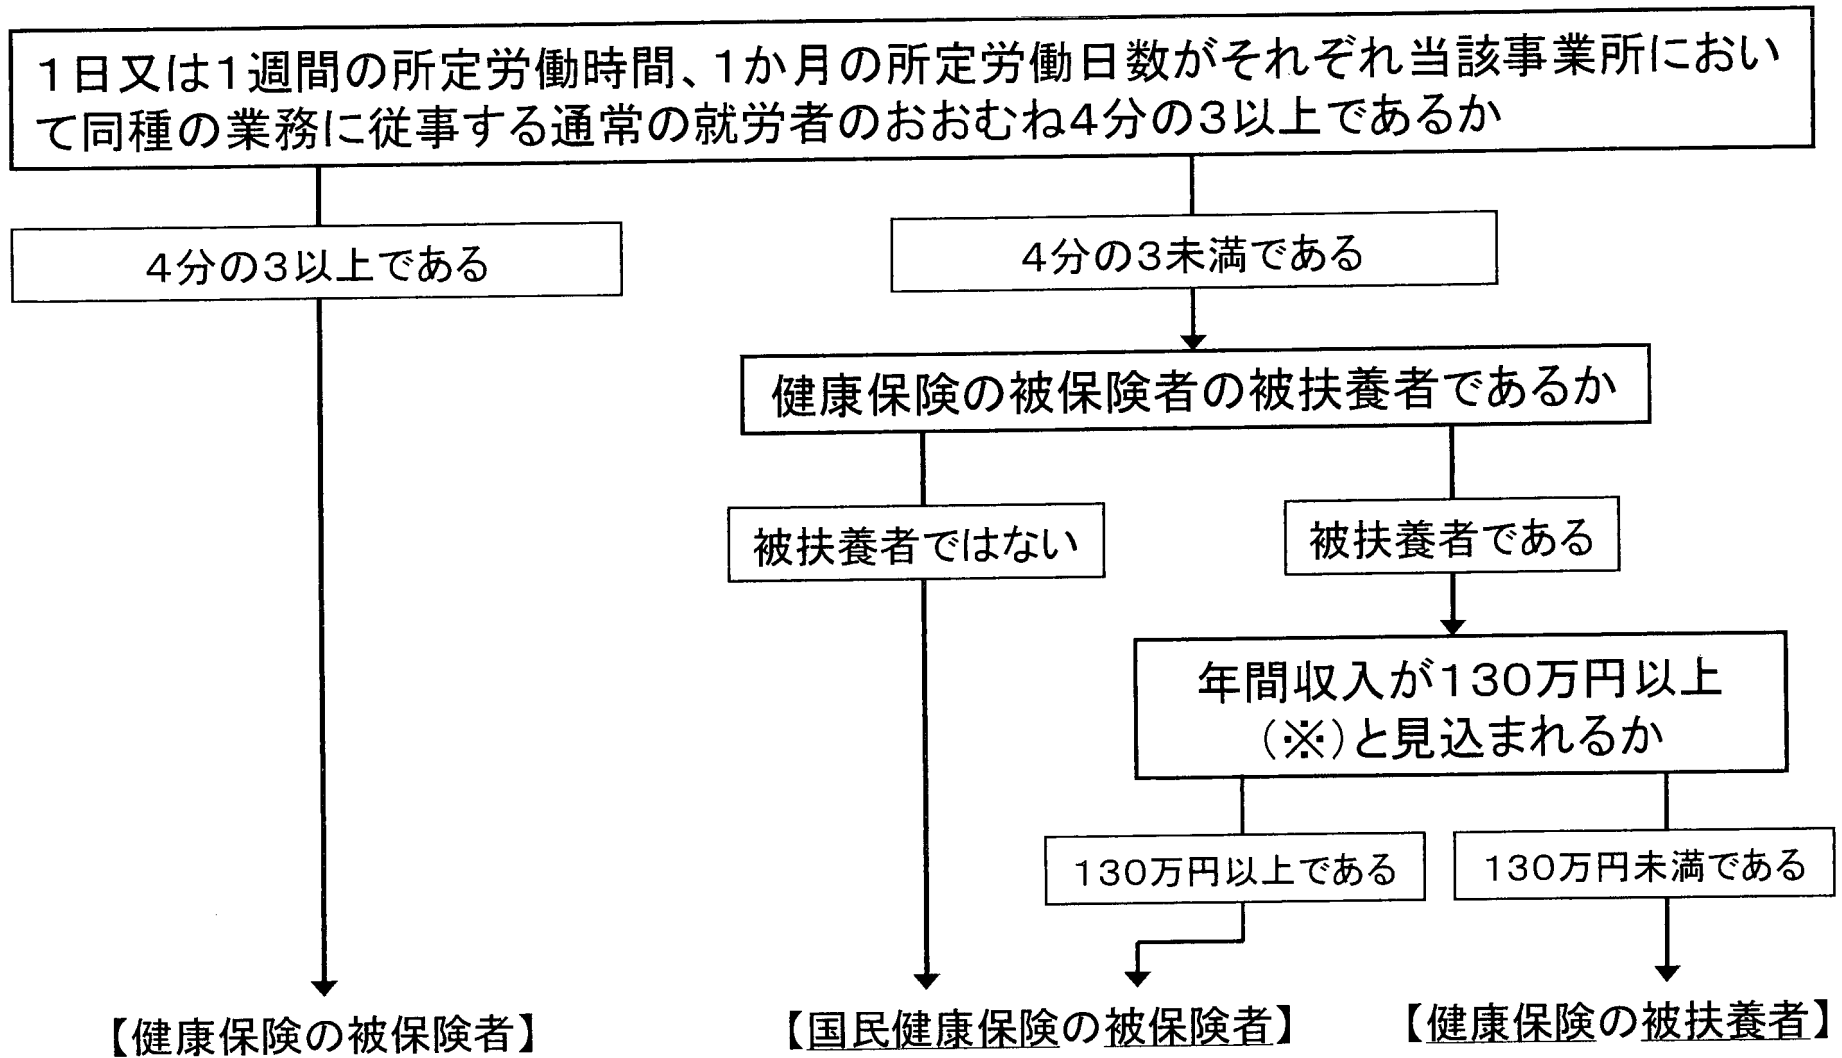 1日又は1週間の所定労働時間、1か月の所定労働日数がそれぞれ当該事業所におい
て同種の業務に従事する通常の就労者のおおむね4分の3以上であるか
4分の3以上である
4分の3未満である
健康保険の被保険者の被扶養者であるか
被扶養者ではない
被扶養者である
年間収入が130万円以上
(※)と見込まれるか
130万円以上である
130万円未満である
【健康保険の被保険者】
【国民健康保険の被保険者】
【健康保険の被扶養者】